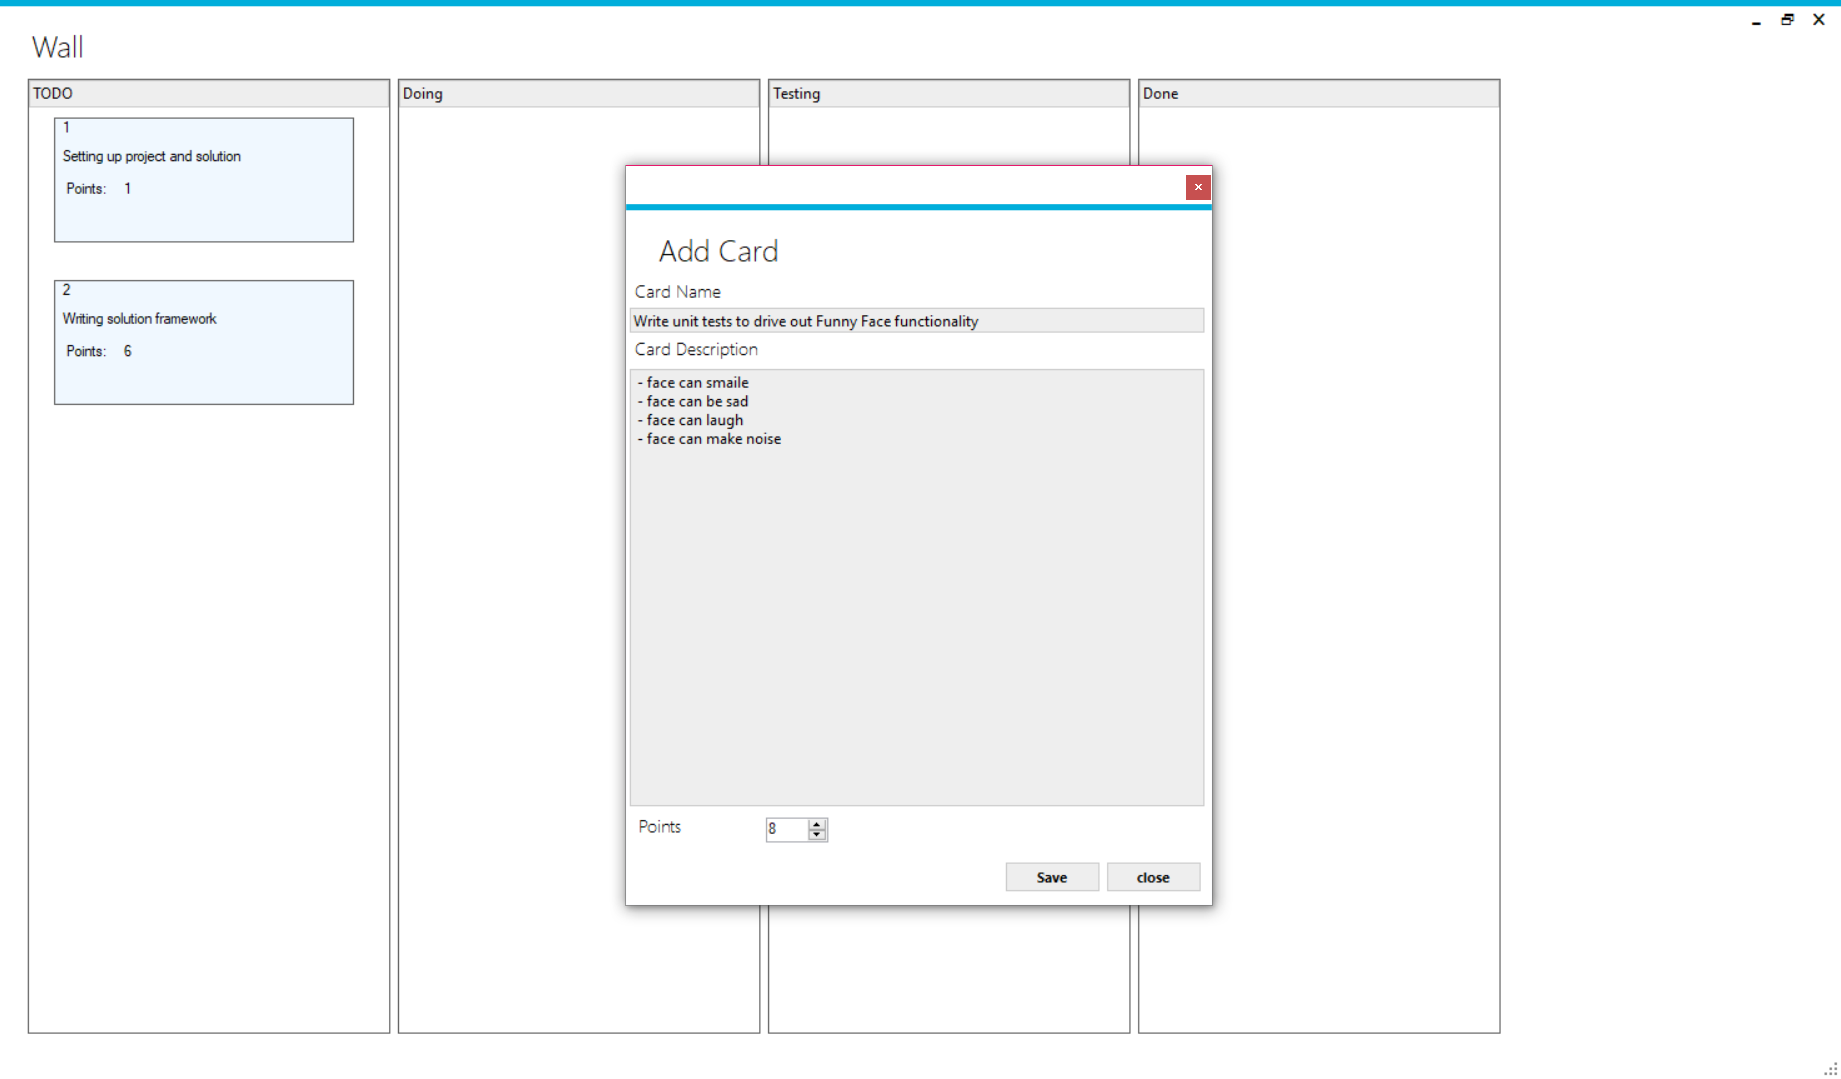 Wall
TODO
Doing
Testing
Done
1
Setting up project and solution
Points: 1
2
Writing solution framework
Points: 6
Add Card
Card Name
Write unit tests to drive out Funny Face functionality
Card Description
- face can smaile
- face can be sad
- face can laugh
- face can make noise
Points 8
Save
close